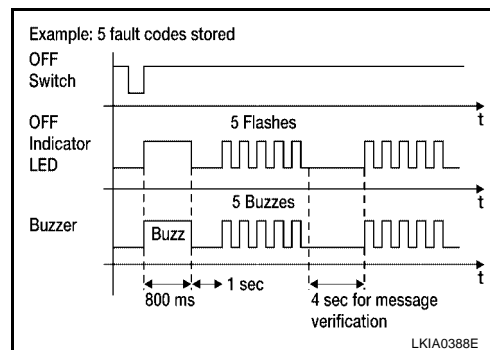 Example: 5 fault codes stored
OFF
Switch
t
OFF
Indicator
LED
5 Flashes
t
5 Buzzes
Buzzer
Buzz
t
1 sec
800 ms
4 sec for message
verification
LKIA0388E